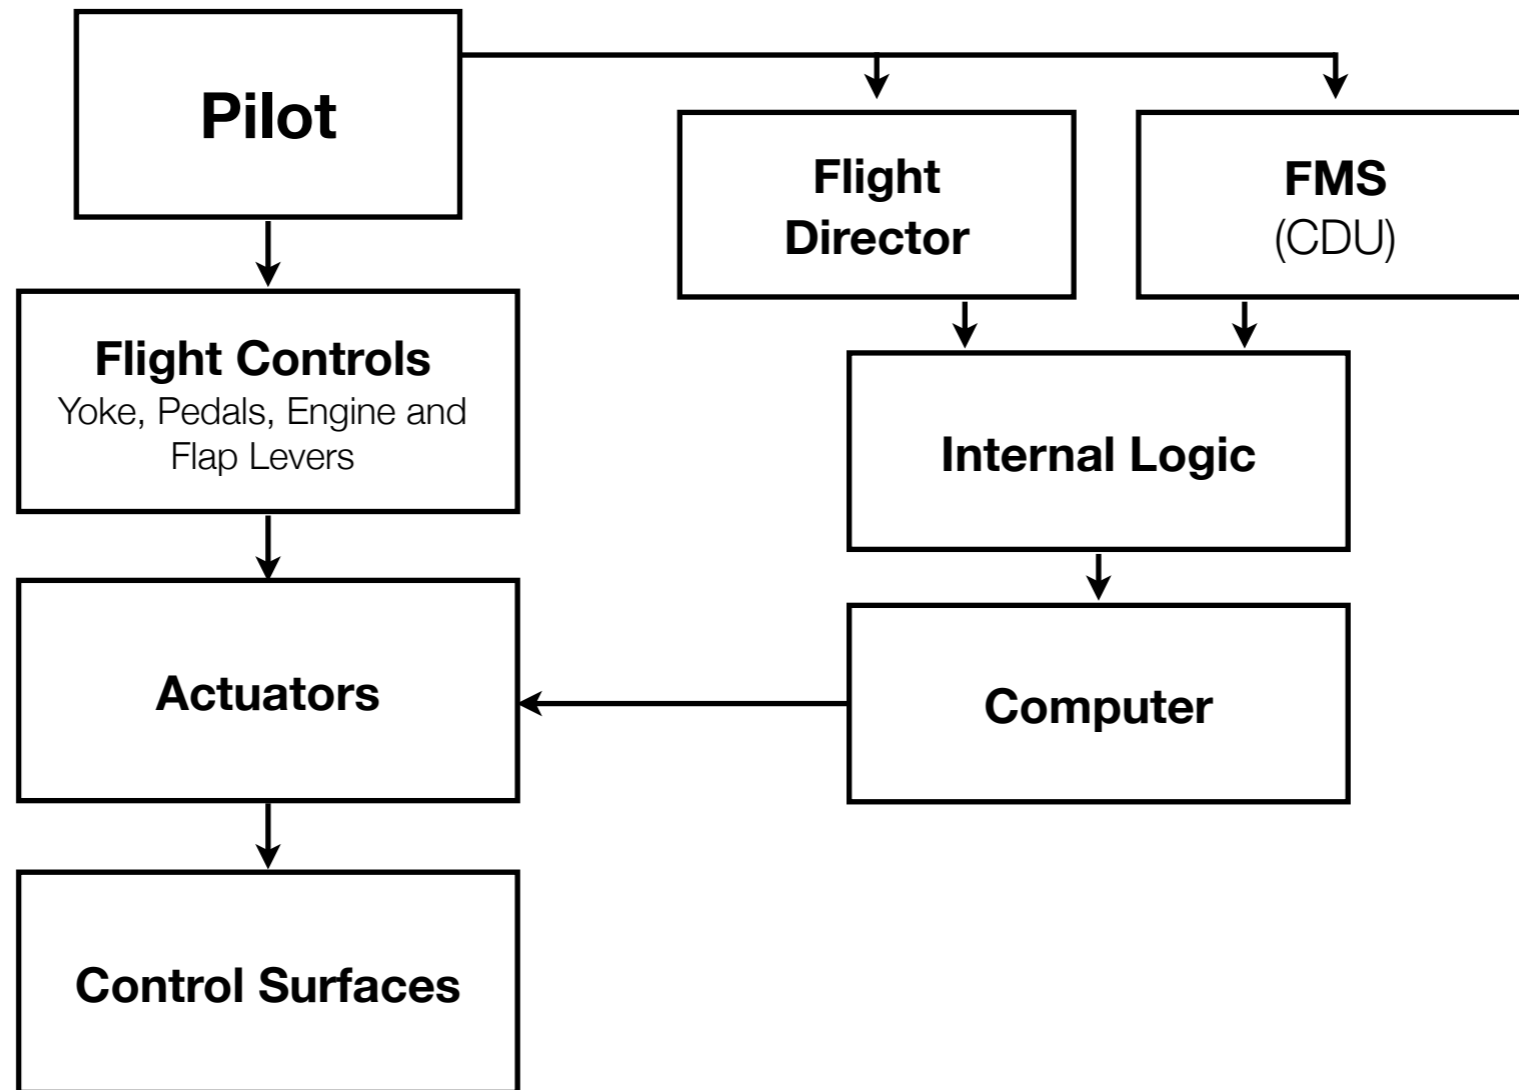 Pilot
Flight
Director
FMS
(CDU)
Flight Controls
Yoke, Pedals, Engine and
Flap Levers
Internal Logic
Actuators
Computer
Control Surfaces